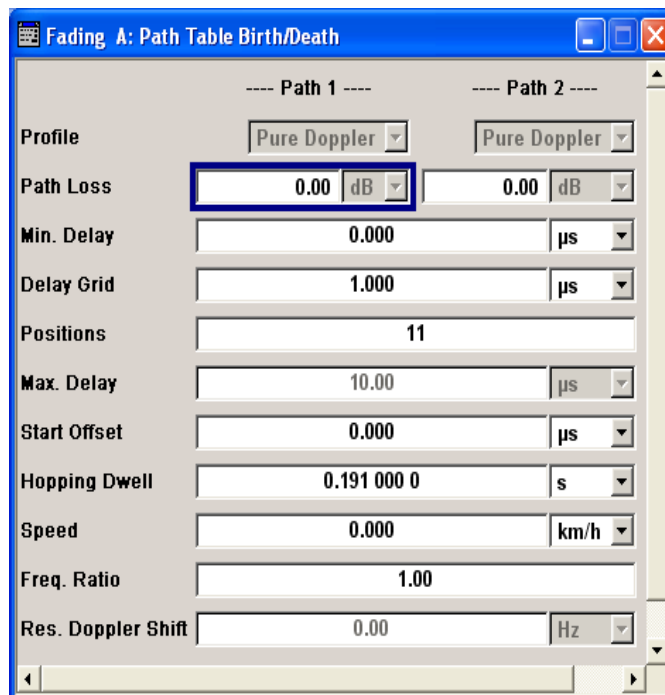 Fading A: Path Table Birth/Death
---- Path 1 ---- ---- Path 2 ----
Profile Pure Doppler Pure Doppler
Path Loss 0.00 dB 0.00 dB
Min. Delay 0.000 µs
Delay Grid 1.000 µs
Positions 11
Max. Delay 10.00 µs
Start Offset 0.000 µs
Hopping Dwell 0.191 000 0 s
Speed 0.000 km/h
Freq. Ratio 1.00
Res. Doppler Shift 0.00 Hz